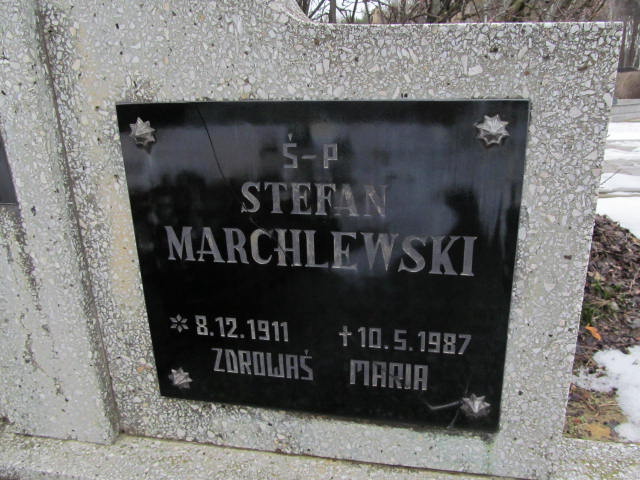 Ś-P
STEFAN
MARCHLEWSKI
* 8.12.1911 † 10.5.1987
ZDROWAŚ MARIA